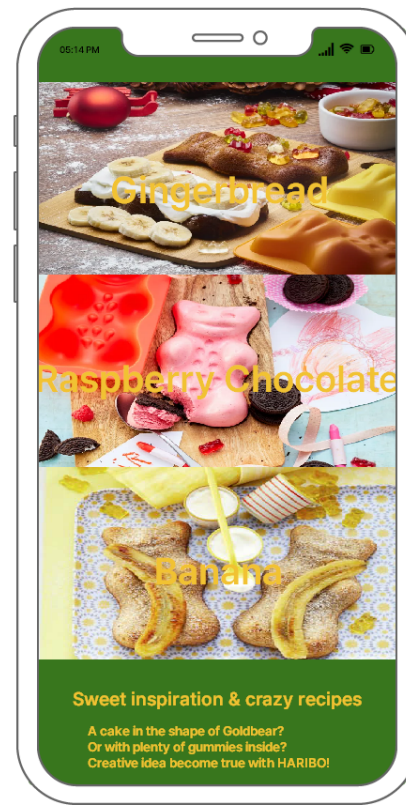 05:14 PM
Gingerbread
Raspberry Chocolate
Banana
Sweet inspiration & crazy recipes
A cake in the shape of Goldbear?
Or with plenty of gummies inside?
Creative idea become true with HARIBO!